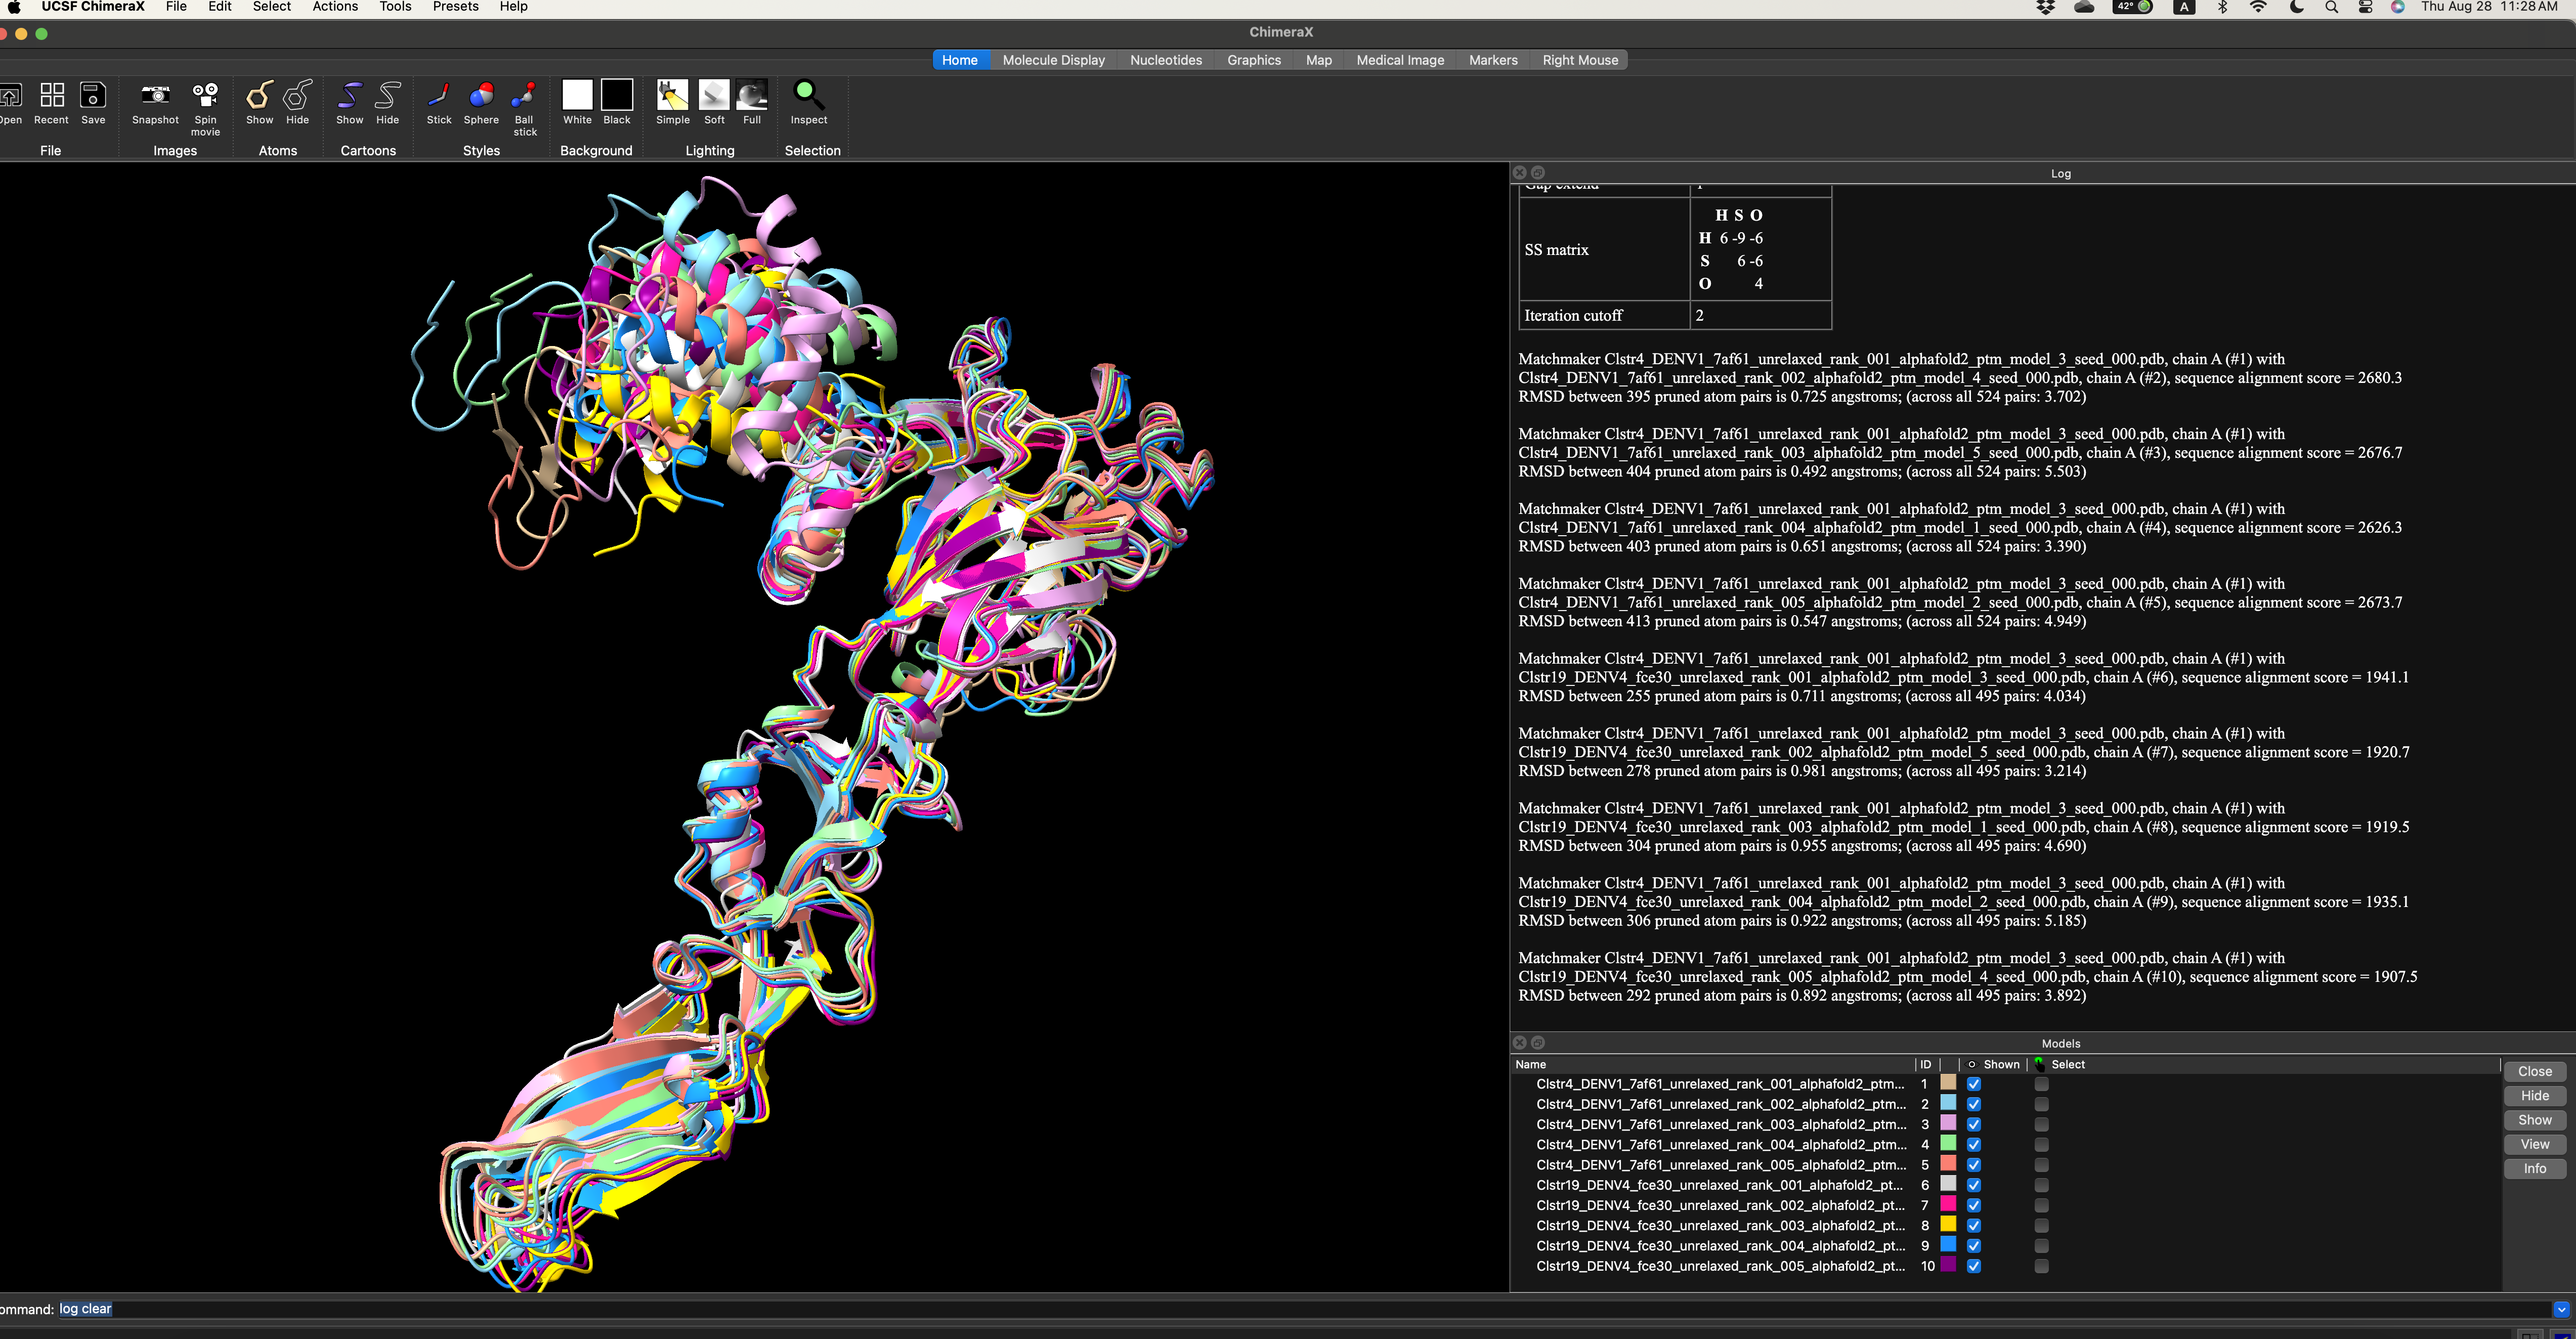 UCSF ChimeraX File Edit Select Actions Tools Presets Help
42° A Thu Aug 28 11:28 AM
ChimeraX
Home Molecule Display Nucleotides Graphics Map Medical Image Markers Right Mouse
Open Recent Save Snapshot Spin movie Show Hide Show Hide Stick Sphere Ball stick White Black Simple Soft Full Inspect
File Images Atoms Cartoons Styles Background Lighting Selection
Log
Gap extend 1
H S O
H 6 -9 -6
SS matrix
S 6 -6
O 4
Iteration cutoff 2
Matchmaker Clstr4_DENV1_7af61_unrelaxed_rank_001_alphafold2_ptm_model_3_seed_000.pdb, chain A (#1) with
Clstr4_DENV1_7af61_unrelaxed_rank_002_alphafold2_ptm_model_4_seed_000.pdb, chain A (#2), sequence alignment score = 2680.3
RMSD between 395 pruned atom pairs is 0.725 angstroms; (across all 524 pairs: 3.702)
Matchmaker Clstr4_DENV1_7af61_unrelaxed_rank_001_alphafold2_ptm_model_3_seed_000.pdb, chain A (#1) with
Clstr4_DENV1_7af61_unrelaxed_rank_003_alphafold2_ptm_model_5_seed_000.pdb, chain A (#3), sequence alignment score = 2676.7
RMSD between 404 pruned atom pairs is 0.492 angstroms; (across all 524 pairs: 5.503)
Matchmaker Clstr4_DENV1_7af61_unrelaxed_rank_001_alphafold2_ptm_model_3_seed_000.pdb, chain A (#1) with
Clstr4_DENV1_7af61_unrelaxed_rank_004_alphafold2_ptm_model_1_seed_000.pdb, chain A (#4), sequence alignment score = 2626.3
RMSD between 403 pruned atom pairs is 0.651 angstroms; (across all 524 pairs: 3.390)
Matchmaker Clstr4_DENV1_7af61_unrelaxed_rank_001_alphafold2_ptm_model_3_seed_000.pdb, chain A (#1) with
Clstr4_DENV1_7af61_unrelaxed_rank_005_alphafold2_ptm_model_2_seed_000.pdb, chain A (#5), sequence alignment score = 2673.7
RMSD between 413 pruned atom pairs is 0.547 angstroms; (across all 524 pairs: 4.949)
Matchmaker Clstr4_DENV1_7af61_unrelaxed_rank_001_alphafold2_ptm_model_3_seed_000.pdb, chain A (#1) with
Clstr19_DENV4_fce30_unrelaxed_rank_001_alphafold2_ptm_model_3_seed_000.pdb, chain A (#6), sequence alignment score = 1941.1
RMSD between 255 pruned atom pairs is 0.711 angstroms; (across all 495 pairs: 4.034)
Matchmaker Clstr4_DENV1_7af61_unrelaxed_rank_001_alphafold2_ptm_model_3_seed_000.pdb, chain A (#1) with
Clstr19_DENV4_fce30_unrelaxed_rank_002_alphafold2_ptm_model_5_seed_000.pdb, chain A (#7), sequence alignment score = 1920.7
RMSD between 278 pruned atom pairs is 0.981 angstroms; (across all 495 pairs: 3.214)
Matchmaker Clstr4_DENV1_7af61_unrelaxed_rank_001_alphafold2_ptm_model_3_seed_000.pdb, chain A (#1) with
Clstr19_DENV4_fce30_unrelaxed_rank_003_alphafold2_ptm_model_1_seed_000.pdb, chain A (#8), sequence alignment score = 1919.5
RMSD between 304 pruned atom pairs is 0.955 angstroms; (across all 495 pairs: 4.690)
Matchmaker Clstr4_DENV1_7af61_unrelaxed_rank_001_alphafold2_ptm_model_3_seed_000.pdb, chain A (#1) with
Clstr19_DENV4_fce30_unrelaxed_rank_004_alphafold2_ptm_model_2_seed_000.pdb, chain A (#9), sequence alignment score = 1935.1
RMSD between 306 pruned atom pairs is 0.922 angstroms; (across all 495 pairs: 5.185)
Matchmaker Clstr4_DENV1_7af61_unrelaxed_rank_001_alphafold2_ptm_model_3_seed_000.pdb, chain A (#1) with
Clstr19_DENV4_fce30_unrelaxed_rank_005_alphafold2_ptm_model_4_seed_000.pdb, chain A (#10), sequence alignment score = 1907.5
RMSD between 292 pruned atom pairs is 0.892 angstroms; (across all 495 pairs: 3.892)
Models
Name ID Shown Select
Clstr4_DENV1_7af61_unrelaxed_rank_001_alphafold2_ptm... 1
Clstr4_DENV1_7af61_unrelaxed_rank_002_alphafold2_ptm... 2
Clstr4_DENV1_7af61_unrelaxed_rank_003_alphafold2_ptm... 3
Clstr4_DENV1_7af61_unrelaxed_rank_004_alphafold2_ptm... 4
Clstr4_DENV1_7af61_unrelaxed_rank_005_alphafold2_ptm... 5
Clstr19_DENV4_fce30_unrelaxed_rank_001_alphafold2_pt... 6
Clstr19_DENV4_fce30_unrelaxed_rank_002_alphafold2_pt... 7
Clstr19_DENV4_fce30_unrelaxed_rank_003_alphafold2_pt... 8
Clstr19_DENV4_fce30_unrelaxed_rank_004_alphafold2_pt... 9
Clstr19_DENV4_fce30_unrelaxed_rank_005_alphafold2_pt... 10
Close
Hide
Show
View
Info
ommand: log clear